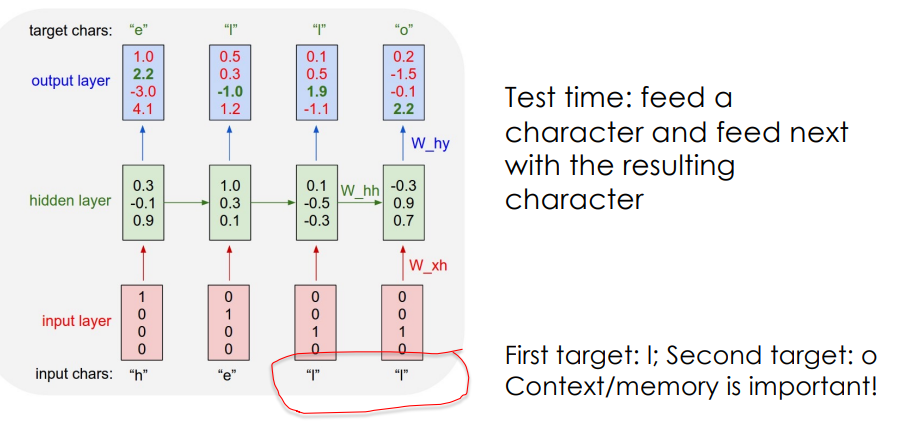 target chars: "e" "l" "l" "o"
output layer
1.0 0.5 0.1 0.2
2.2 0.3 0.5 -1.5
-3.0 -1.0 1.9 -0.1
4.1 1.2 -1.1 2.2
W_hy
hidden layer
0.3 1.0 0.1 -0.3
-0.1 0.3 -0.5 0.9
0.9 0.1 -0.3 0.7
W_hh
W_xh
input layer
1 0 0 0
0 1 0 0
0 0 1 1
0 0 0 0
input chars: "h" "e" "l" "l"
Test time: feed a
character and feed next
with the resulting
character
First target: l; Second target: o
Context/memory is important!